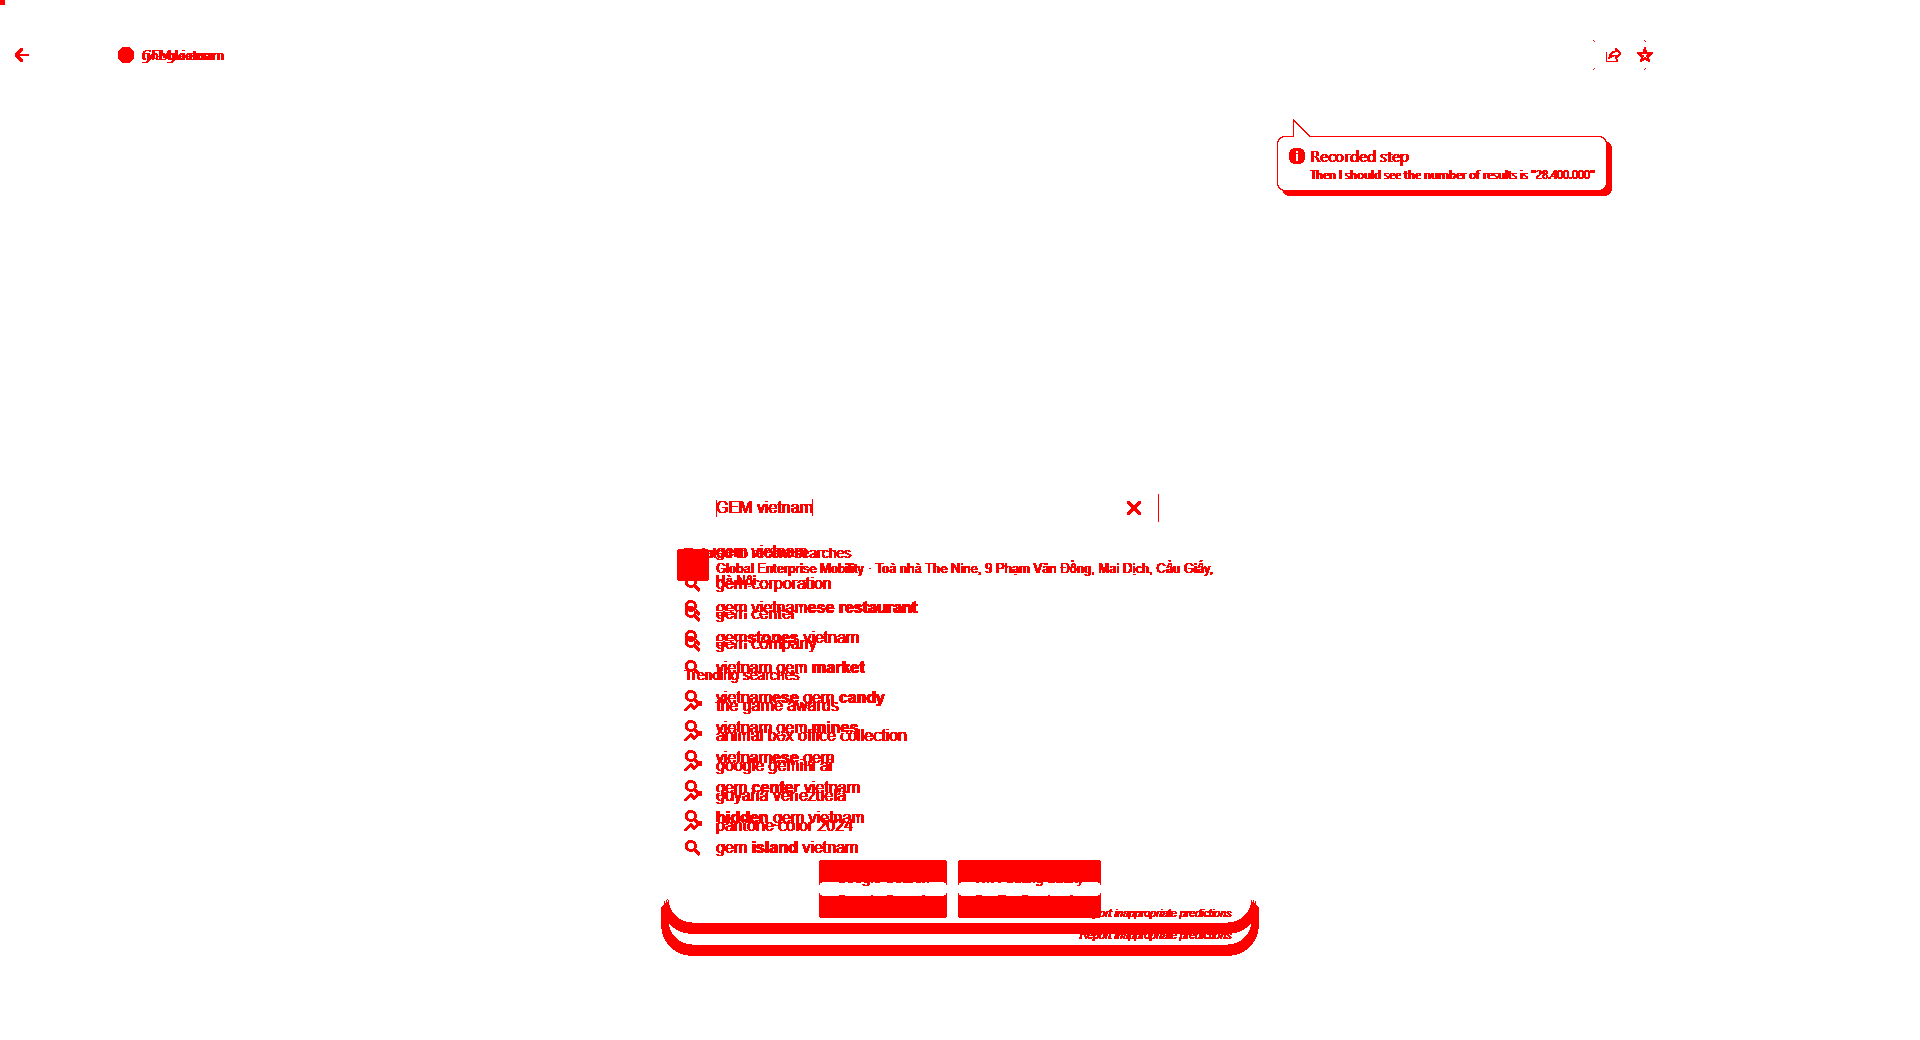 GEM vietnam
Recorded step
Then I should see the number of results is "28.400.000"
GEM vietnam
gem vietnam
searches
Global Enterprise Mobility · Toà nhà The Nine, 9 Phạm Văn Đồng, Mai Dịch, Cầu Giấy,
Hà Nội
gem corporation
gem vietnamese restaurant
gem center
gemstones vietnam
gem company
vietnam gem market
Trending searches
vietnamese gem candy
the game awards
vietnam gem mines
animal box office collection
vietnamese gem
google gemini ai
gem center vietnam
guyana venezuela
hidden gem vietnam
pantone color 2024
gem island vietnam
inappropriate predictions
Report inappropriate predictions